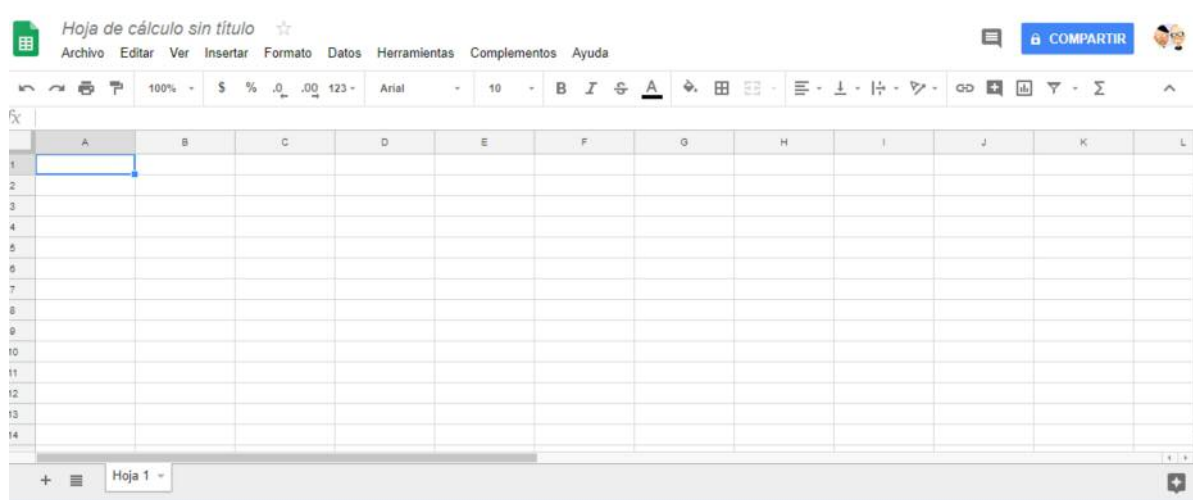 Hoja de cálculo sin título
Archivo Editar Ver Insertar Formato Datos Herramientas Complementos Ayuda
COMPARTIR
100% $ % .0 .00 123 Arial 10 B I S A Σ
fx
A B C D E F G H I J K L
1
2
3
4
5
6
7
8
9
10
11
12
13
14
+ Hoja 1